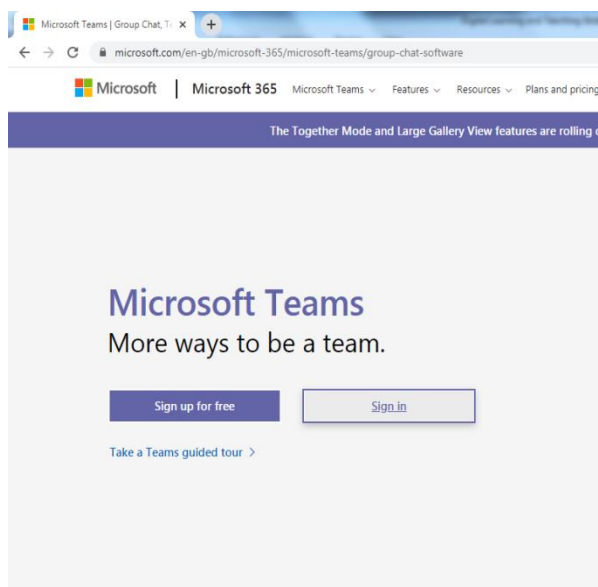 Microsoft Teams | Group Chat, Te
microsoft.com/en-gb/microsoft-365/microsoft-teams/group-chat-software
Microsoft | Microsoft 365 Microsoft Teams Features Resources Plans and pricing
The Together Mode and Large Gallery View features are rolling
Microsoft Teams
More ways to be a team.
Sign up for free Sign in
Take a Teams guided tour